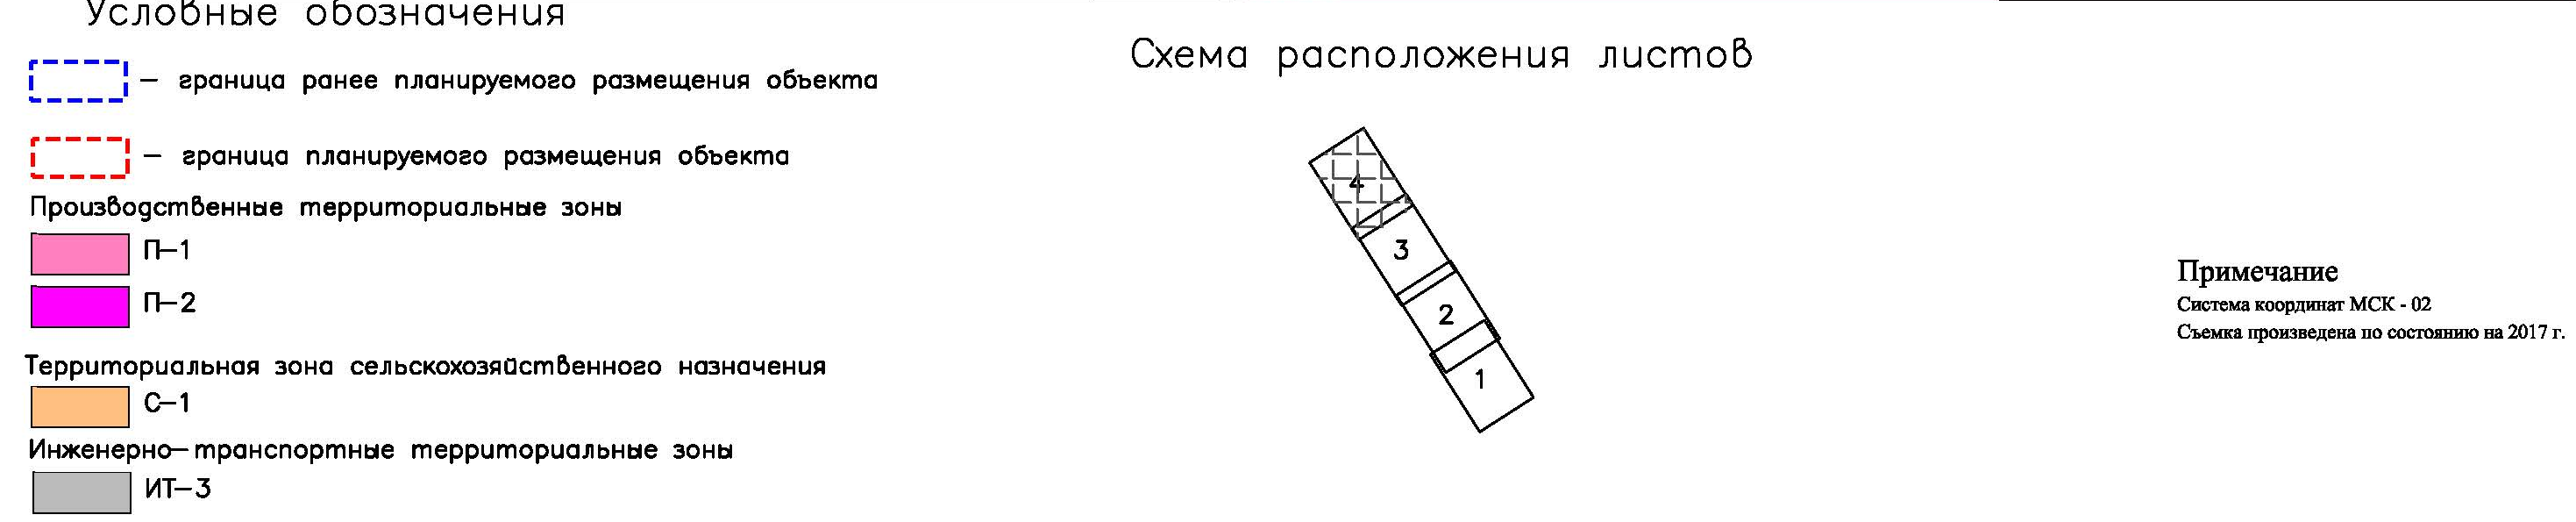 Условные обозначения
– граница ранее планируемого размещения объекта
– граница планируемого размещения объекта
Производственные территориальные зоны
П–1
П–2
Территориальная зона сельскохозяйственного назначения
С–1
Инженерно–транспортные территориальные зоны
ИТ–3
Схема расположения листов
4
3
2
1
Примечание
Система координат МСК - 02
Съемка произведена по состоянию на 2017 г.